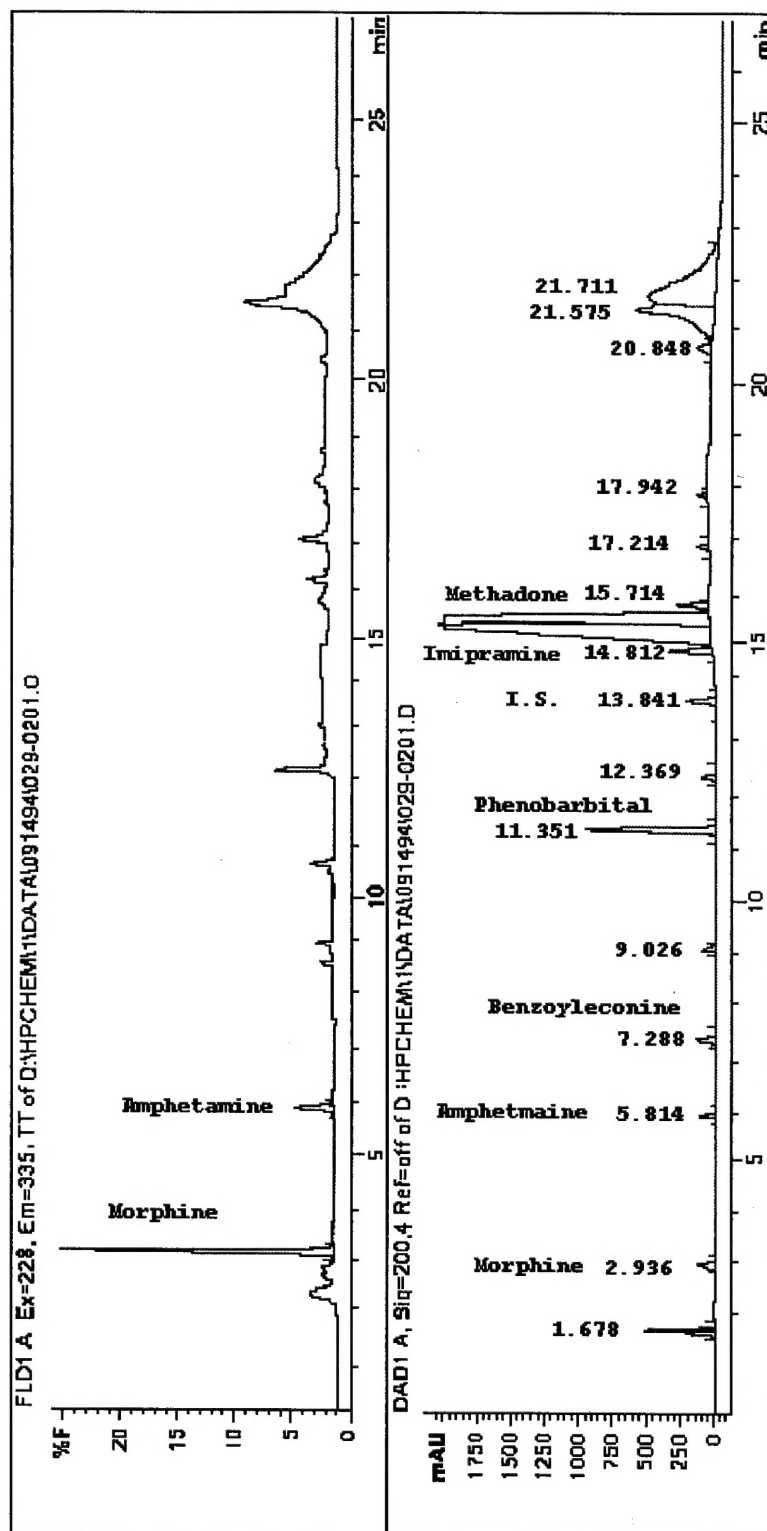 FLD1 A, Ex=228, Em=335, TT of D:\HPCHEM\1\DATA\091494\029-0201.D
%F
20
15
10
5
0
Morphine
Amphetamine
5
10
15
20
25
min
DAD1 A, Sig=200,4 Ref=off of D:\HPCHEM\1\DATA\091494\029-0201.D
mAU
1750
1500
1250
1000
750
500
250
0
1.678
Morphine 2.936
Amphetmaine 5.814
Benzoyleconine
7.288
9.026
Phenobarbital
11.351
12.369
I.S. 13.841
Imipramine 14.812
Methadone 15.714
17.214
17.942
20.848
21.575
21.711
5
10
15
20
25
min